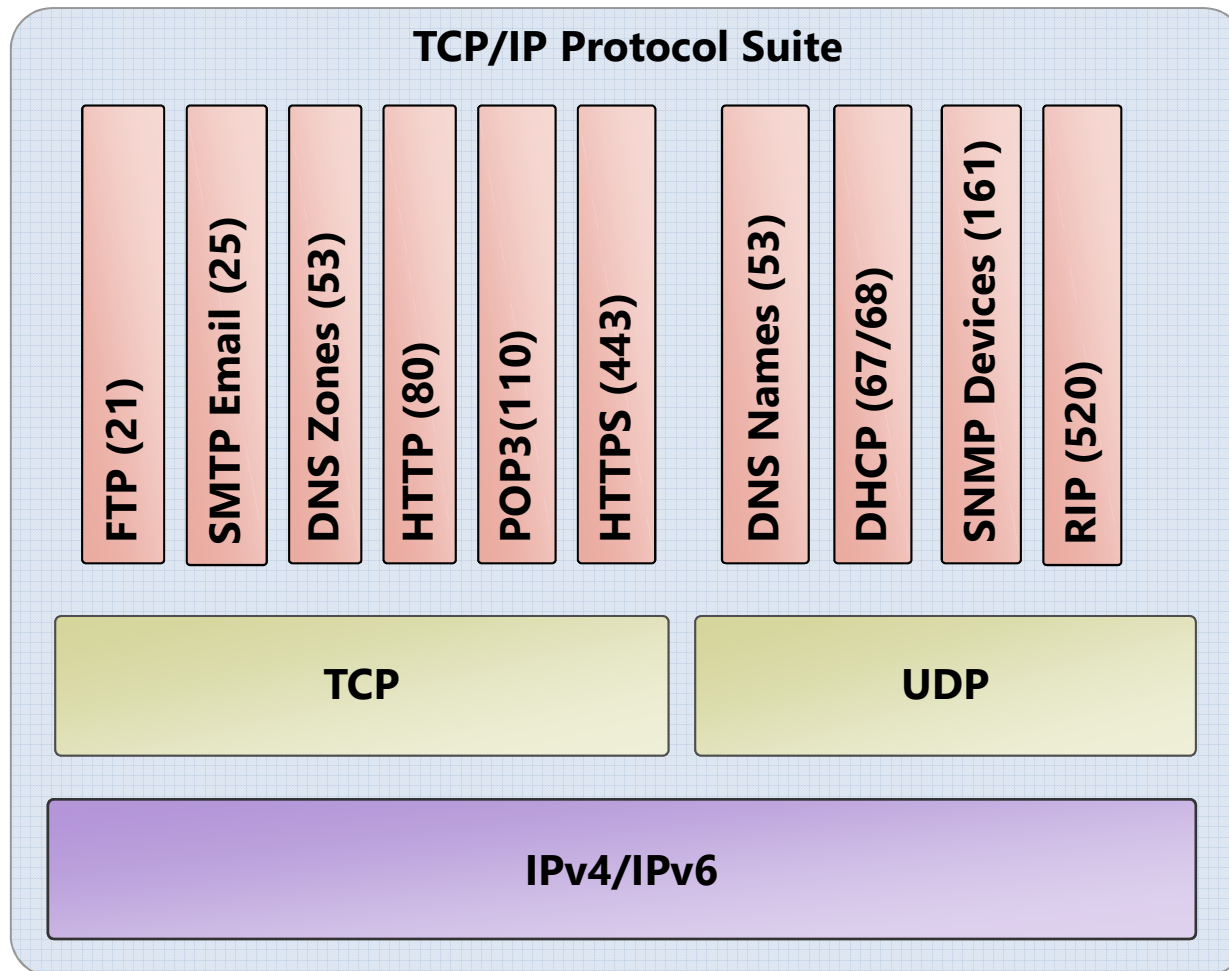 TCP/IP Protocol Suite
FTP (21)
SMTP Email (25)
DNS Zones (53)
HTTP (80)
POP3(110)
HTTPS (443)
DNS Names (53)
DHCP (67/68)
SNMP Devices (161)
RIP (520)
TCP
UDP
IPv4/IPv6